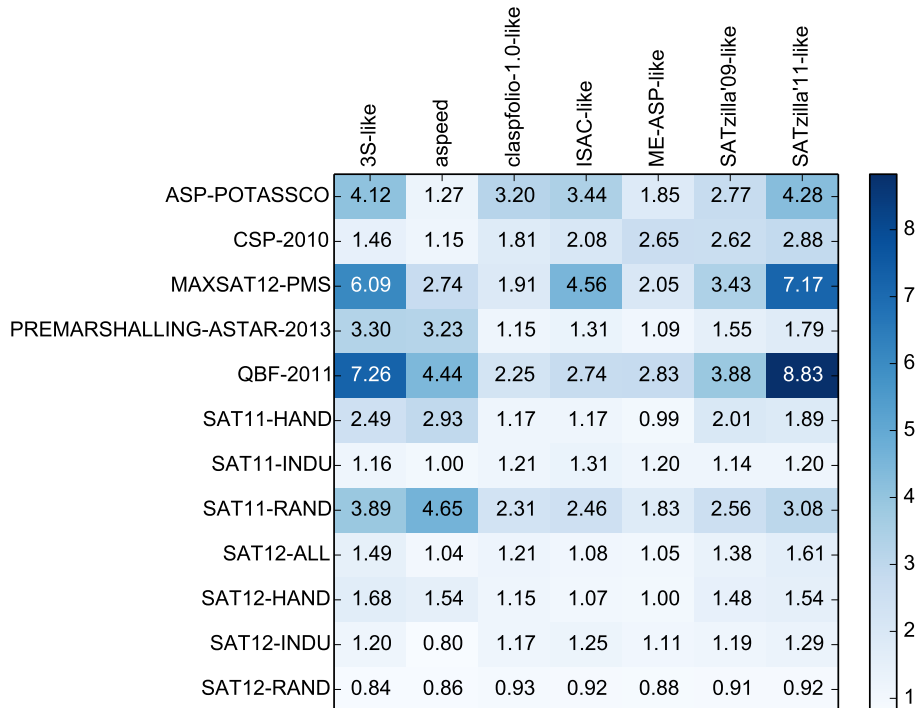 3S-like aspeed claspfolio-1.0-like ISAC-like ME-ASP-like SATzilla'09-like SATzilla'11-like
ASP-POTASSCO 4.12 1.27 3.20 3.44 1.85 2.77 4.28
CSP-2010 1.46 1.15 1.81 2.08 2.65 2.62 2.88
MAXSAT12-PMS 6.09 2.74 1.91 4.56 2.05 3.43 7.17
PREMARSHALLING-ASTAR-2013 3.30 3.23 1.15 1.31 1.09 1.55 1.79
QBF-2011 7.26 4.44 2.25 2.74 2.83 3.88 8.83
SAT11-HAND 2.49 2.93 1.17 1.17 0.99 2.01 1.89
SAT11-INDU 1.16 1.00 1.21 1.31 1.20 1.14 1.20
SAT11-RAND 3.89 4.65 2.31 2.46 1.83 2.56 3.08
SAT12-ALL 1.49 1.04 1.21 1.08 1.05 1.38 1.61
SAT12-HAND 1.68 1.54 1.15 1.07 1.00 1.48 1.54
SAT12-INDU 1.20 0.80 1.17 1.25 1.11 1.19 1.29
SAT12-RAND 0.84 0.86 0.93 0.92 0.88 0.91 0.92
8
7
6
5
4
3
2
1